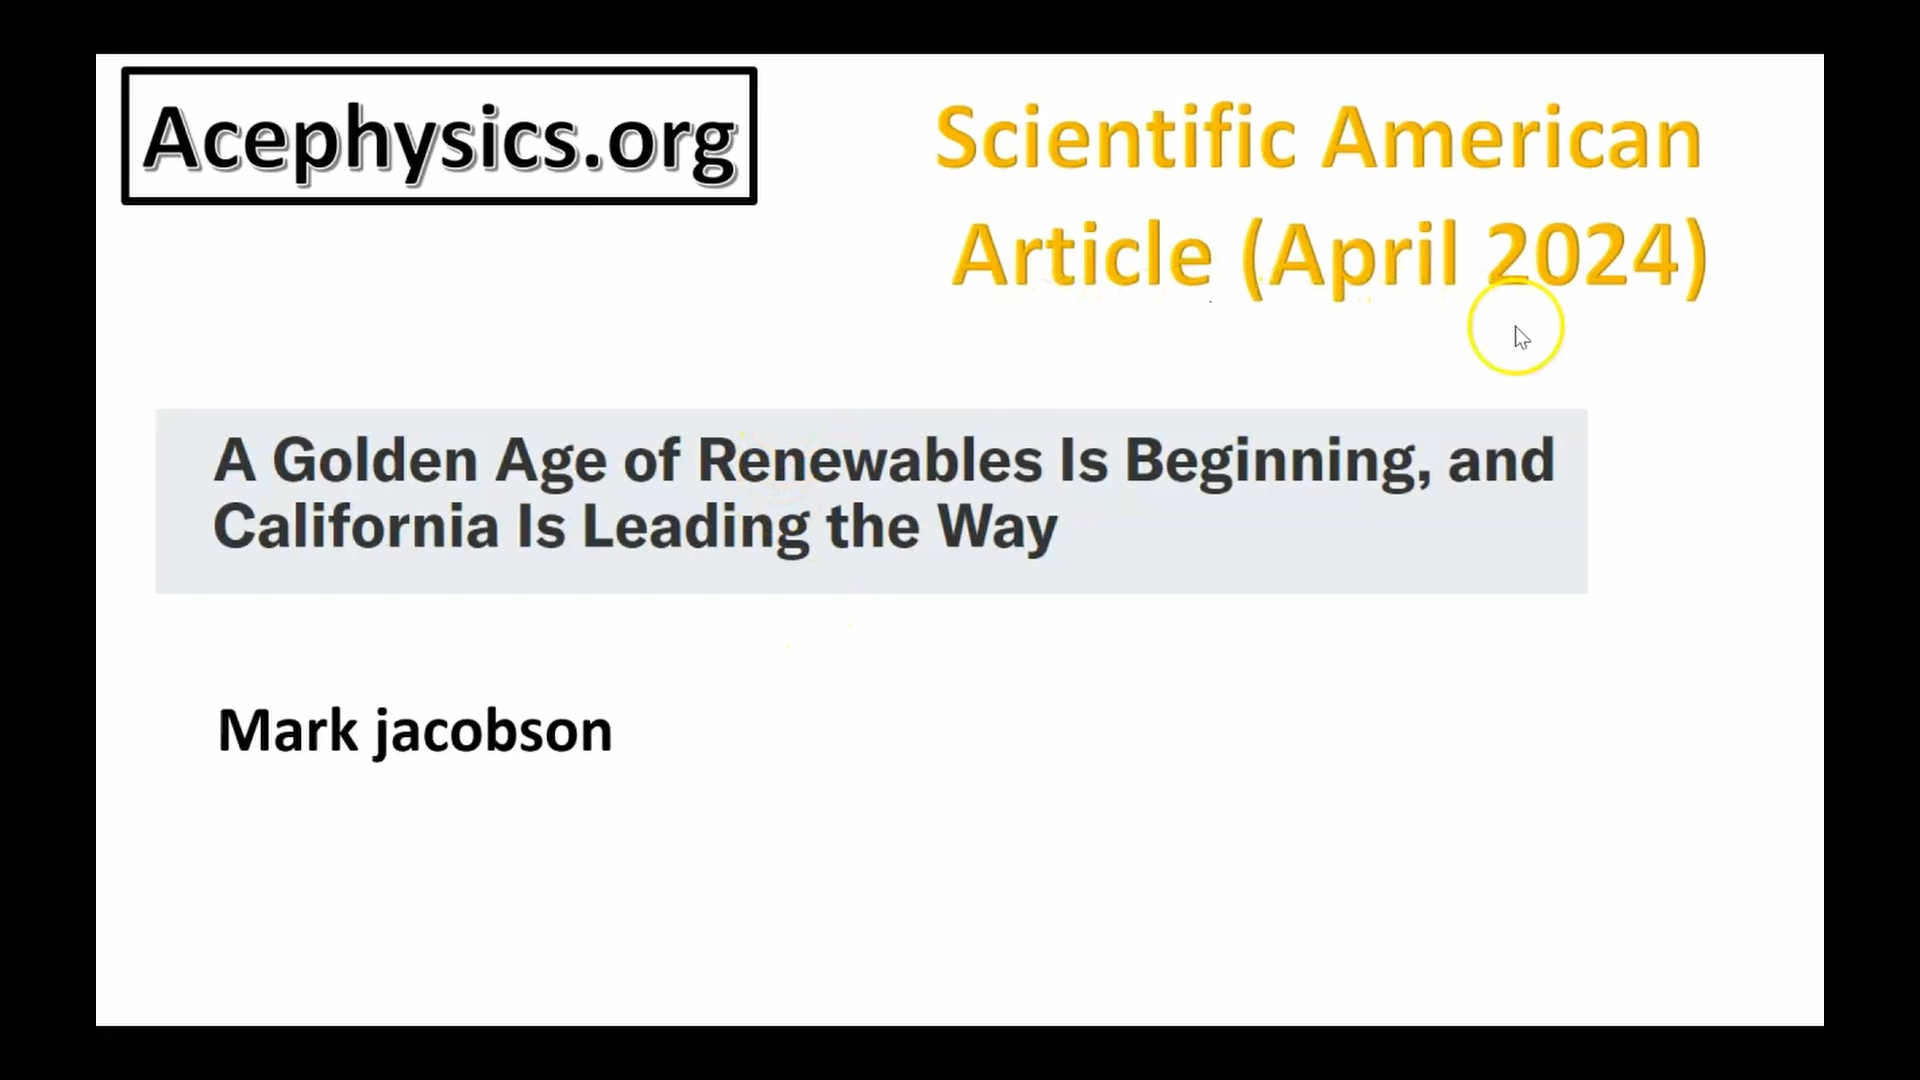 Acephysics.org
Scientific American
Article (April 2024)
A Golden Age of Renewables Is Beginning, and
California Is Leading the Way
Mark jacobson